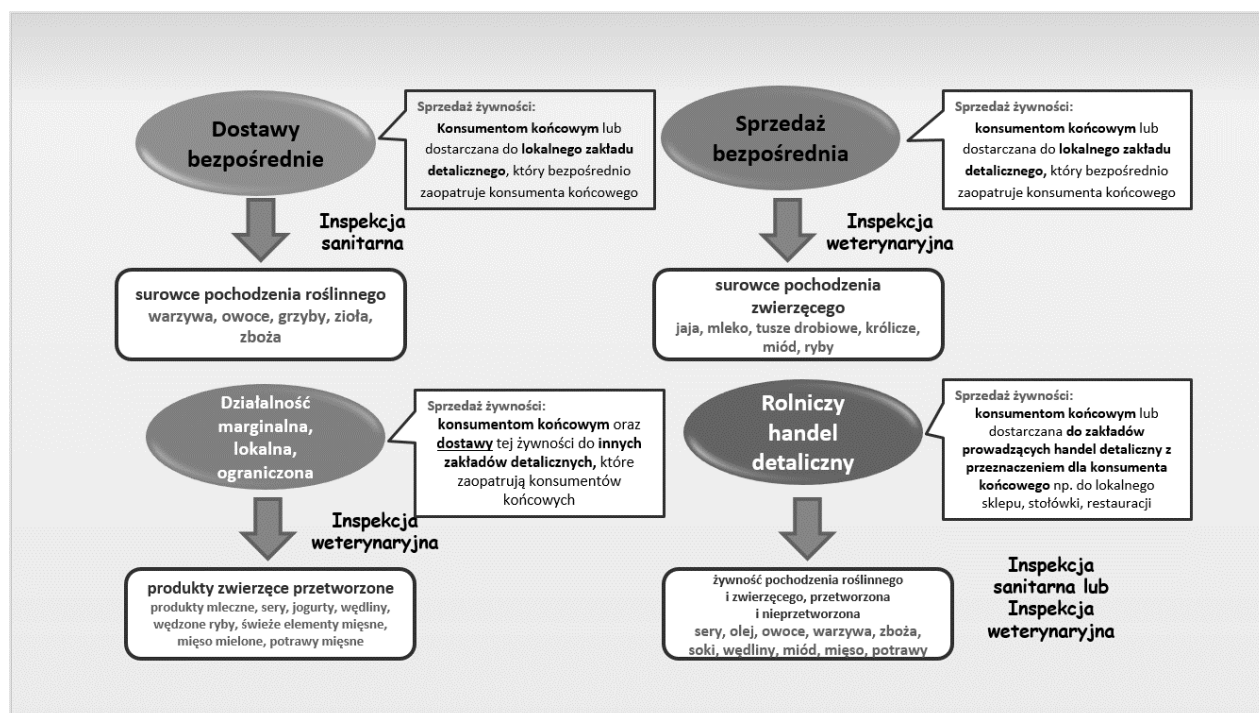 Dostawy
bezpośrednie
Sprzedaż żywności:
Konsumentom końcowym lub
dostarczana do lokalnego zakładu
detalicznego, który bezpośrednio
zaopatruje konsumenta końcowego
Inspekcja
sanitarna
surowce pochodzenia roślinnego
warzywa, owoce, grzyby, zioła,
zboża
Sprzedaż
bezpośrednia
Sprzedaż żywności:
konsumentom końcowym lub
dostarczana do lokalnego zakładu
detalicznego, który bezpośrednio
zaopatruje konsumenta końcowego
Inspekcja
weterynaryjna
surowce pochodzenia
zwierzęcego
jaja, mleko, tusze drobiowe, królicze,
miód, ryby
Działalność
marginalna,
lokalna,
ograniczona
Sprzedaż żywności:
konsumentom końcowym oraz
dostawy tej żywności do innych
zakładów detalicznych, które
zaopatrują konsumentów
końcowych
Inspekcja
weterynaryjna
produkty zwierzęce przetworzone
produkty mleczne, sery, jogurty, wędliny,
wędzone ryby, świeże elementy mięsne,
mięso mielone, potrawy mięsne
Rolniczy
handel
detaliczny
Sprzedaż żywności:
konsumentom końcowym lub
dostarczana do zakładów
prowadzących handel detaliczny z
przeznaczeniem dla konsumenta
końcowego np. do lokalnego
sklepu, stołówki, restauracji
Inspekcja
sanitarna lub
Inspekcja
weterynaryjna
żywność pochodzenia roślinnego
i zwierzęcego, przetworzona
i nieprzetworzona
sery, olej, owoce, warzywa, zboża,
soki, wędliny, miód, mięso, potrawy